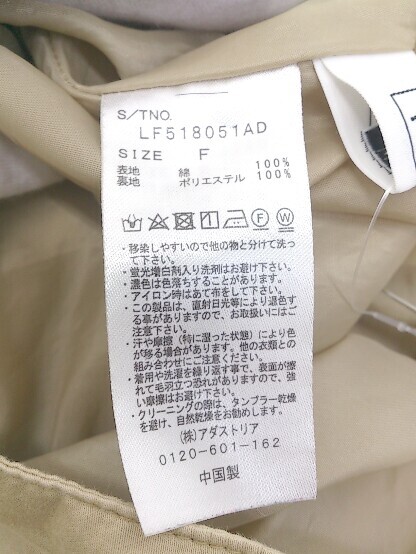 S/TNO.
LF518051AD
SIZE F
表地 綿 100%
裏地 ポリエステル 100%
・移染しやすいので他の物と分けて洗っ
て下さい。
・蛍光増白剤入り洗剤はお避け下さい。
・濃色は色落ちすることがあります。
・アイロン時はあて布をして下さい。
・この製品は、直射日光等により退色す
る事がありますので、お取扱いにはご
注意下さい。
・汗や摩擦（特に湿った状態）により色
が移る場合があります。他の衣類との
組み合わせにご注意ください。
・着用や洗濯を繰り返す事で、表面が擦
れて毛羽立つ恐れがありますので、強
い摩擦はお避け下さい。
・クリーニングの際は、タンブラー乾燥
を避け、自然乾燥をお勧めします。
(株)アダストリア
0120-601-162
中国製